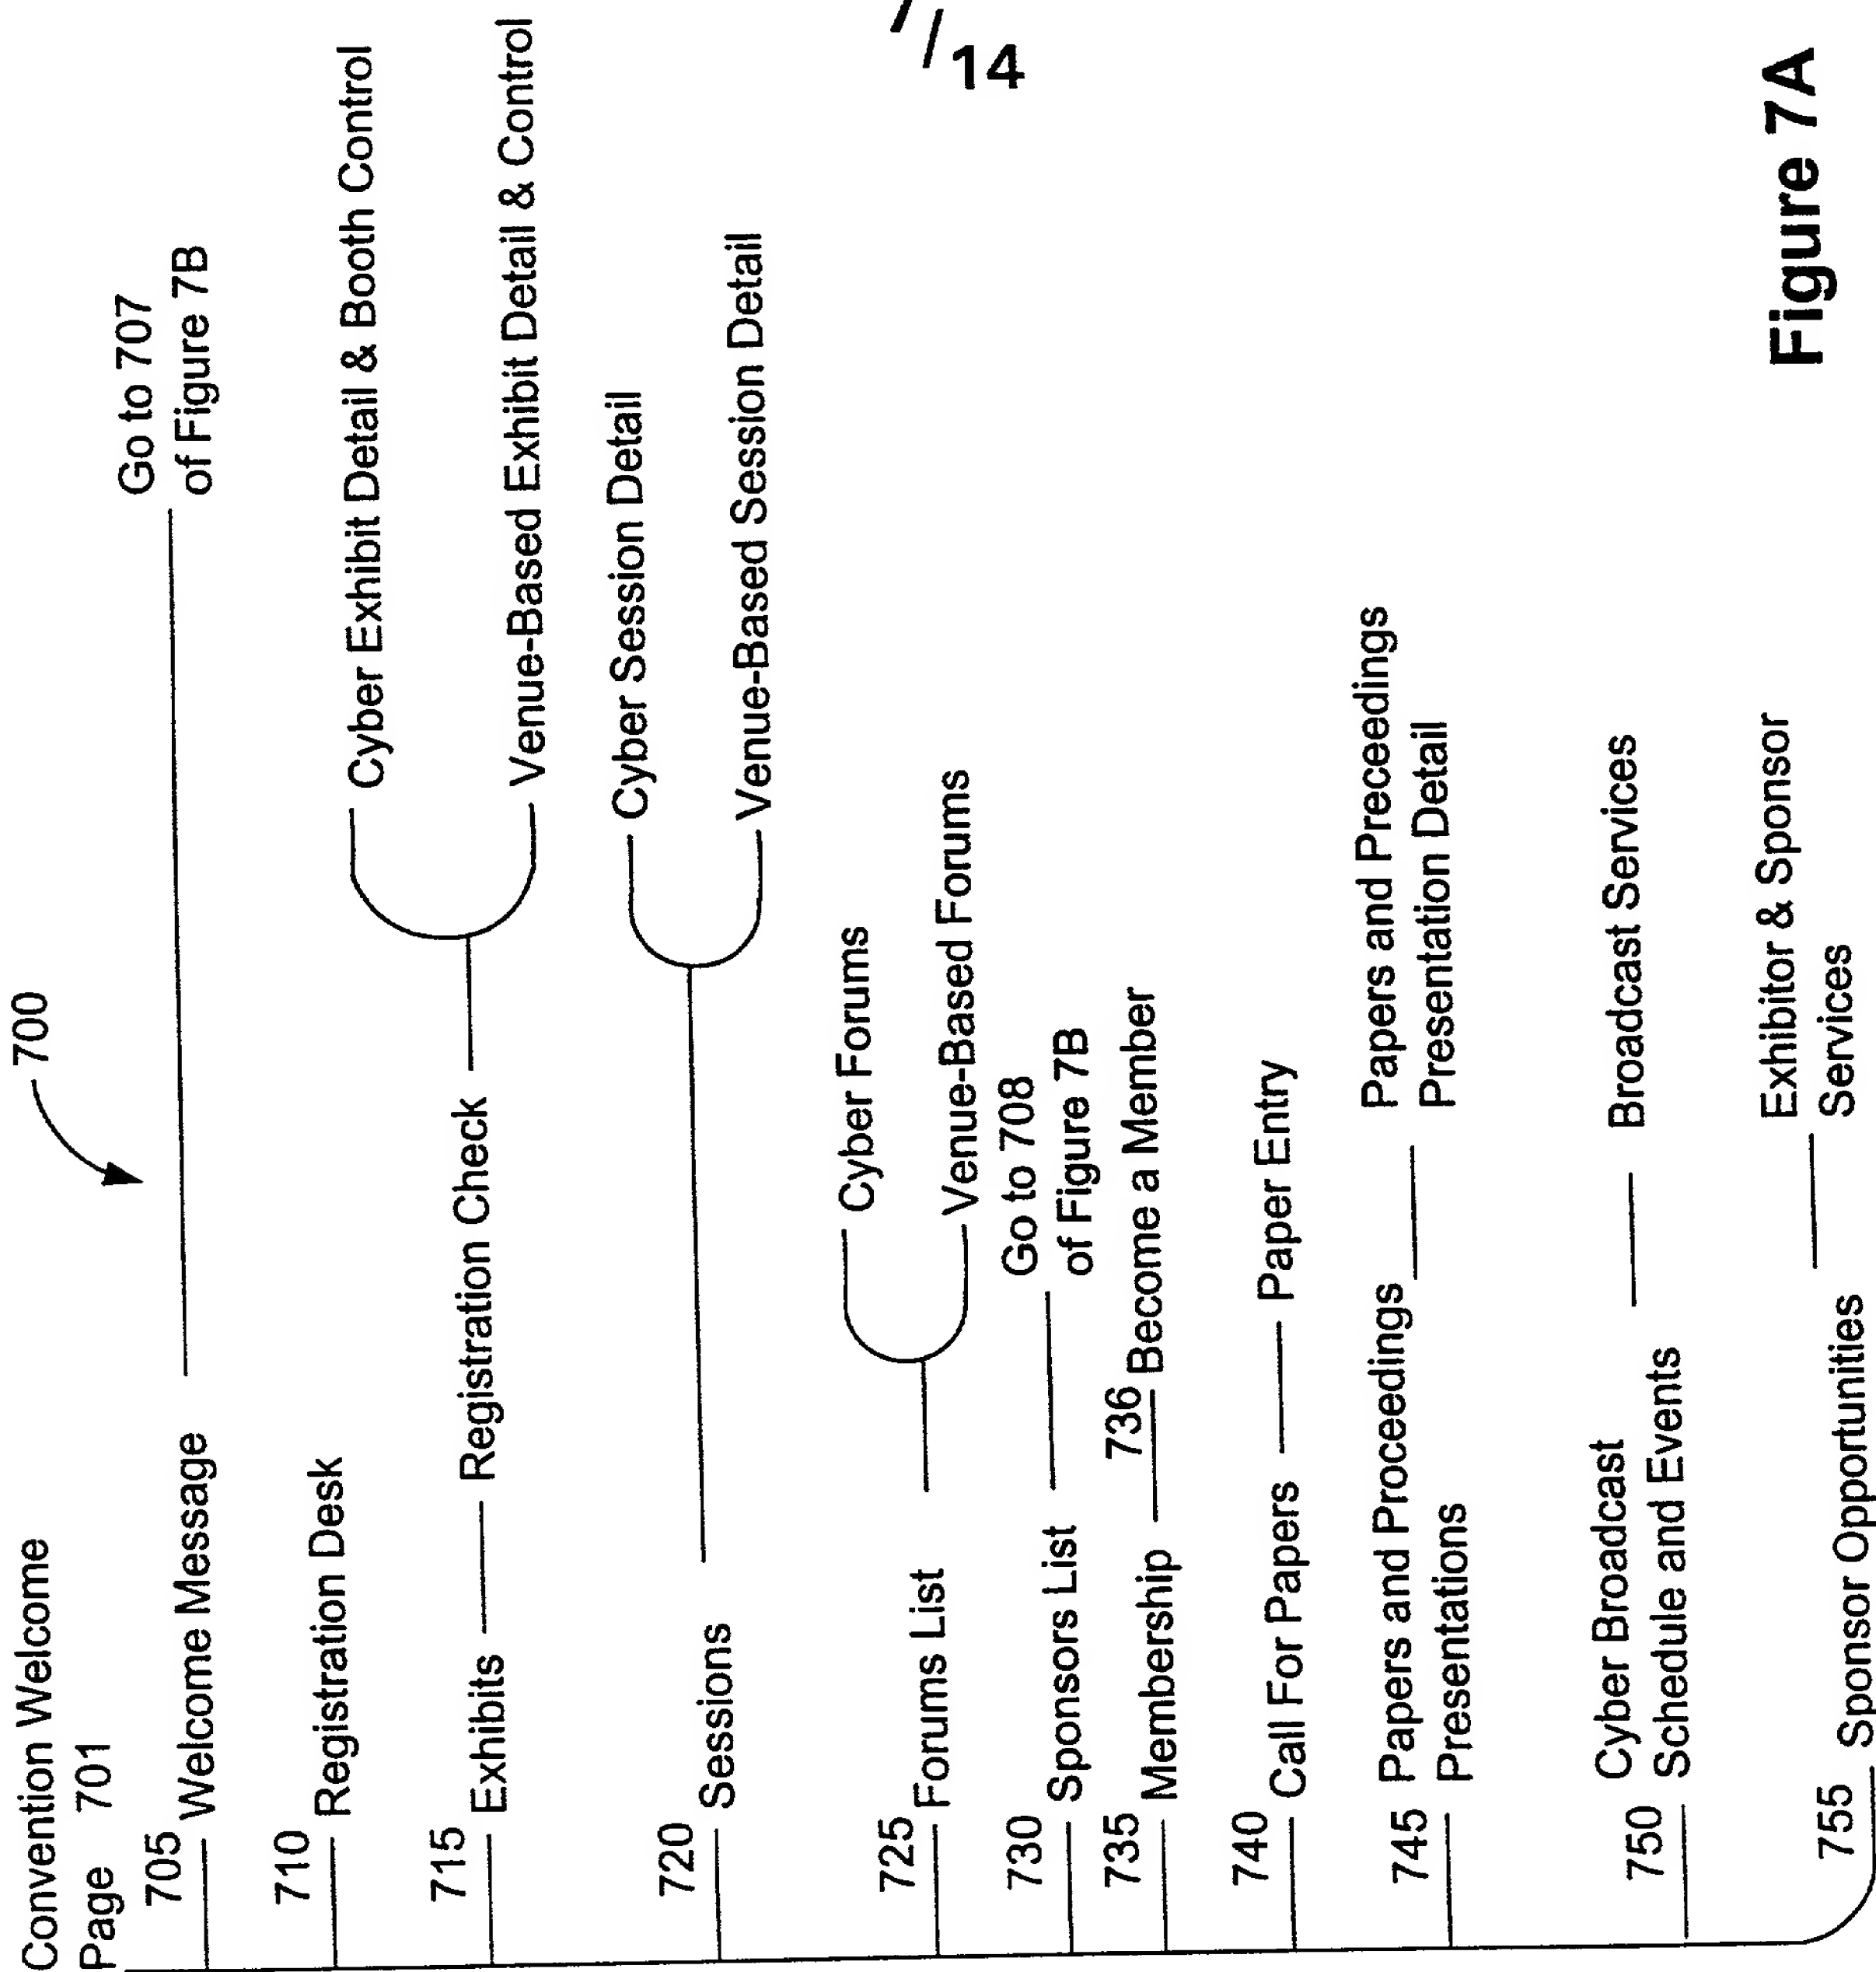 Convention Welcome
Page 701
700
705
Welcome Message
Go to 707
of Figure 7B
710
Registration Desk
715
Exhibits
Registration Check
Cyber Exhibit Detail & Booth Control
Venue-Based Exhibit Detail & Control
720
Sessions
Cyber Session Detail
Venue-Based Session Detail
725
Forums List
Cyber Forums
Venue-Based Forums
730
Sponsors List
Go to 708
of Figure 7B
735
Membership
736
Become a Member
740
Call For Papers
Paper Entry
745
Papers and Proceedings
Presentations
Papers and Preceedings
Presentation Detail
750
Cyber Broadcast
Schedule and Events
Broadcast Services
755
Sponsor Opportunities
Exhibitor & Sponsor
Services
/14
Figure 7A